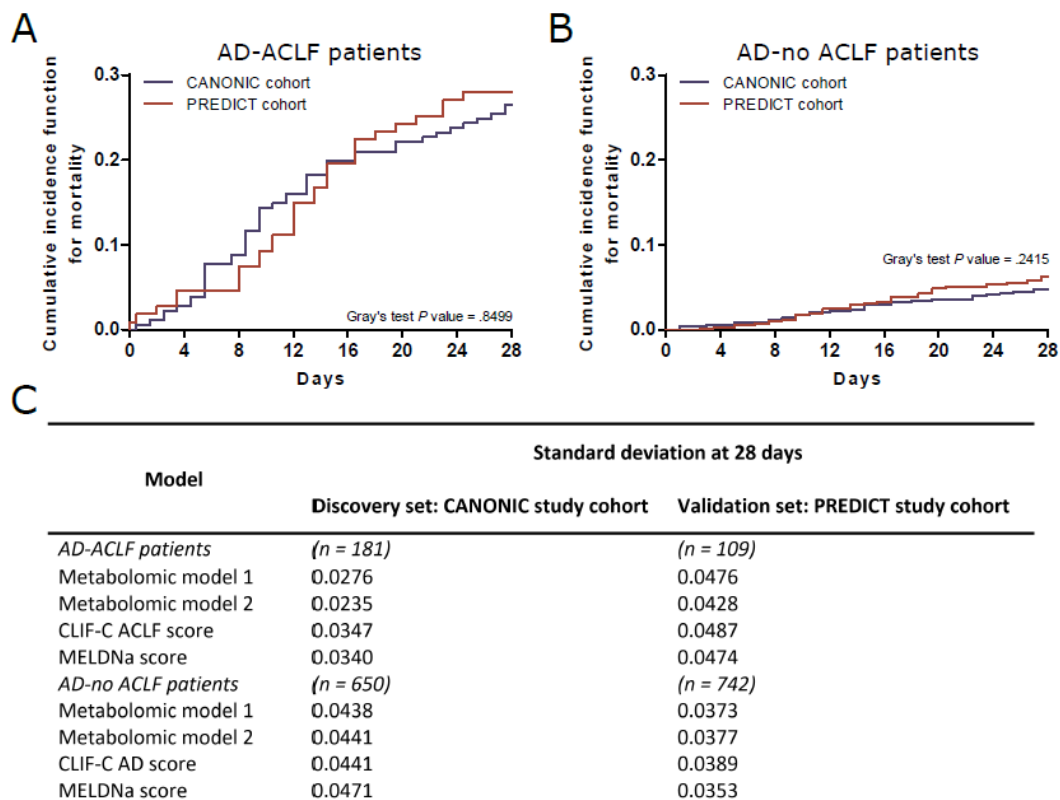 A
AD-ACLF patients
CANONIC cohort
PREDICT cohort
Cumulative incidence function
for mortality
0.3
0.2
0.1
0.0
Gray's test P value = .8499
0 4 8 12 16 20 24 28
Days
B
AD-no ACLF patients
CANONIC cohort
PREDICT cohort
Cumulative incidence function
for mortality
0.3
0.2
0.1
0.0
Gray's test P value = .2415
0 4 8 12 16 20 24 28
Days
C
Model
Standard deviation at 28 days
Discovery set: CANONIC study cohort Validation set: PREDICT study cohort
AD-ACLF patients (n = 181) (n = 109)
Metabolomic model 1 0.0276 0.0476
Metabolomic model 2 0.0235 0.0428
CLIF-C ACLF score 0.0347 0.0487
MELDNa score 0.0340 0.0474
AD-no ACLF patients (n = 650) (n = 742)
Metabolomic model 1 0.0438 0.0373
Metabolomic model 2 0.0441 0.0377
CLIF-C AD score 0.0441 0.0389
MELDNa score 0.0471 0.0353